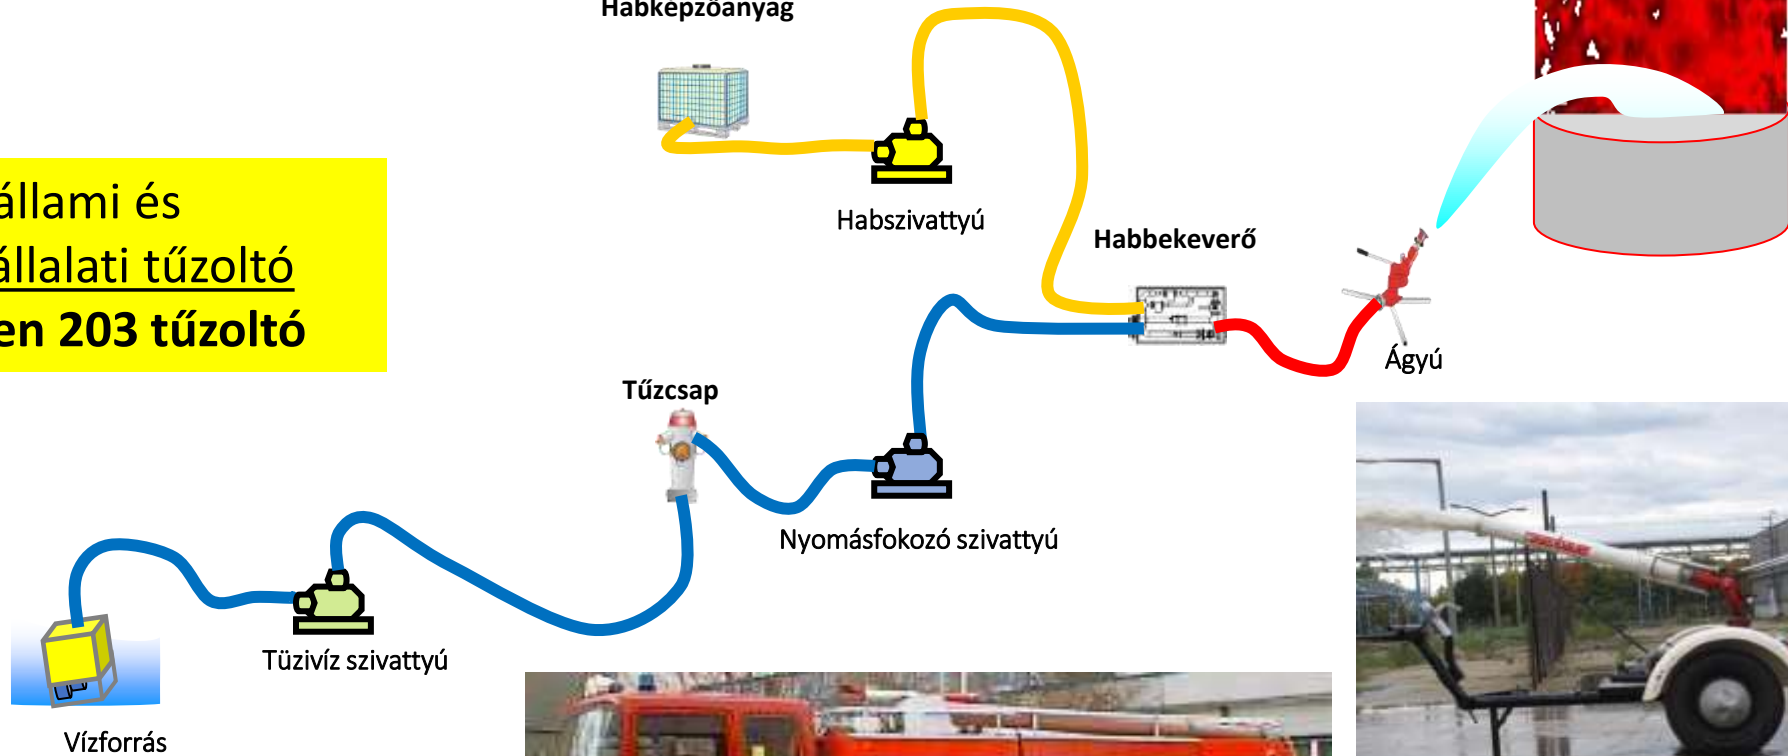 Habképzőanyag
állami és
állalati tűzoltó
en 203 tűzoltó
Habszivattyú
Habbekeverő
Ágyú
Tűzcsap
Nyomásfokozó szivattyú
Tüzivíz szivattyú
Vízforrás